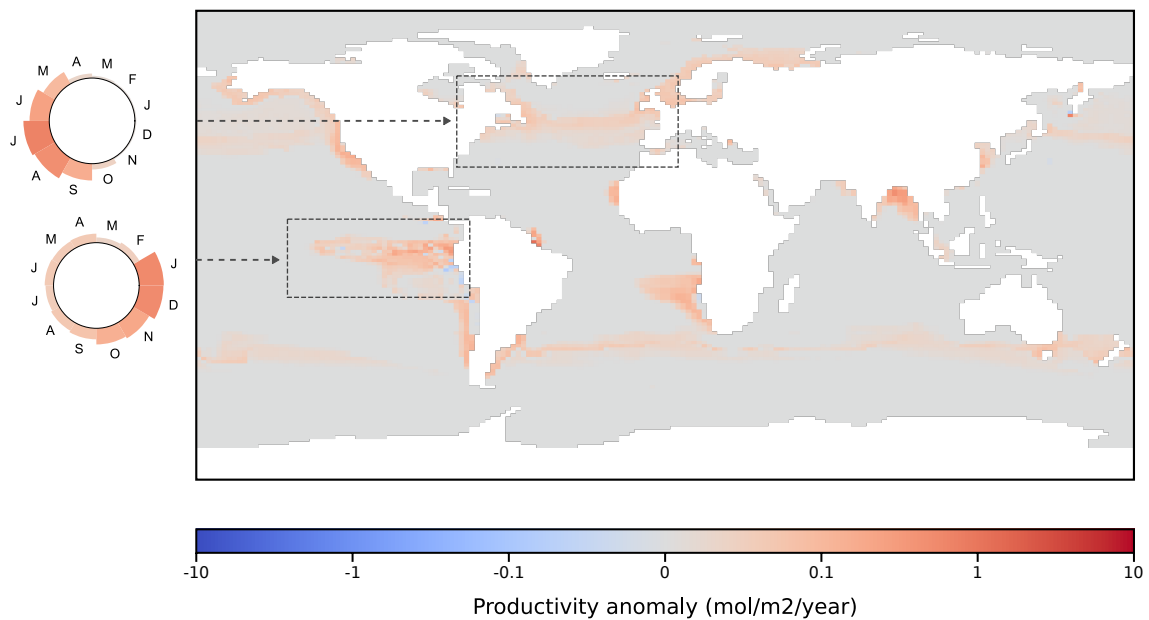 A M
M F
J J
J D
A N
S O
A M
M F
J J
J D
A N
S O
-10 -1 -0.1 0 0.1 1 10
Productivity anomaly (mol/m2/year)